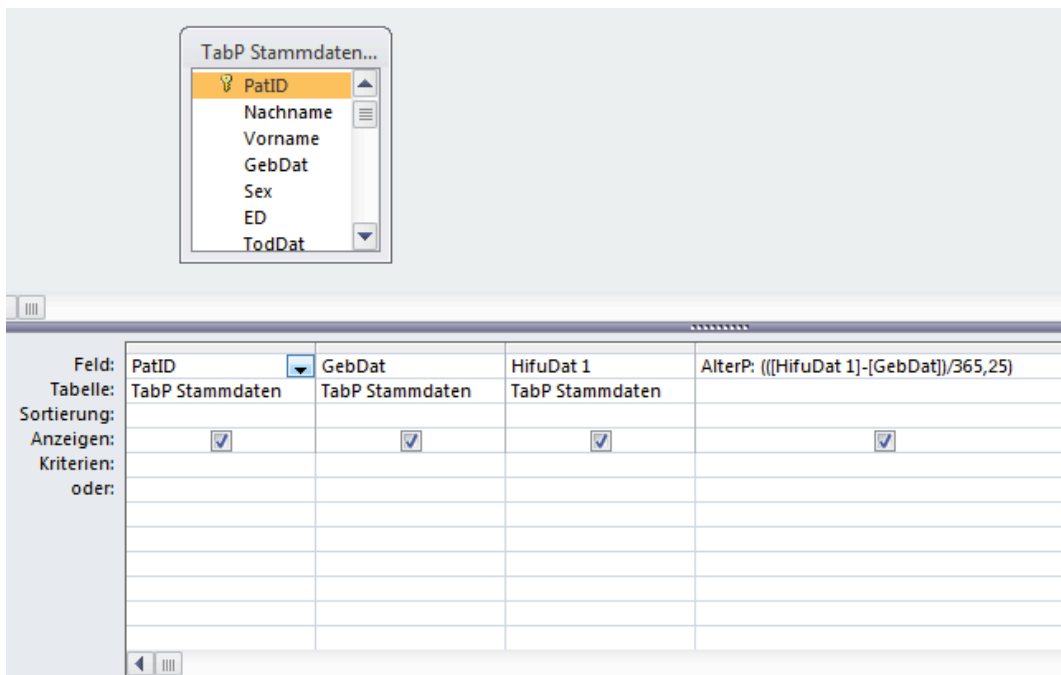 TabP Stammdaten...
PatID
Nachname
Vorname
GebDat
Sex
ED
TodDat
Feld: PatID GebDat HifuDat 1 AlterP: (([HifuDat 1]-[GebDat])/365,25)
Tabelle: TabP Stammdaten TabP Stammdaten TabP Stammdaten
Sortierung:
Anzeigen:
Kriterien:
oder: